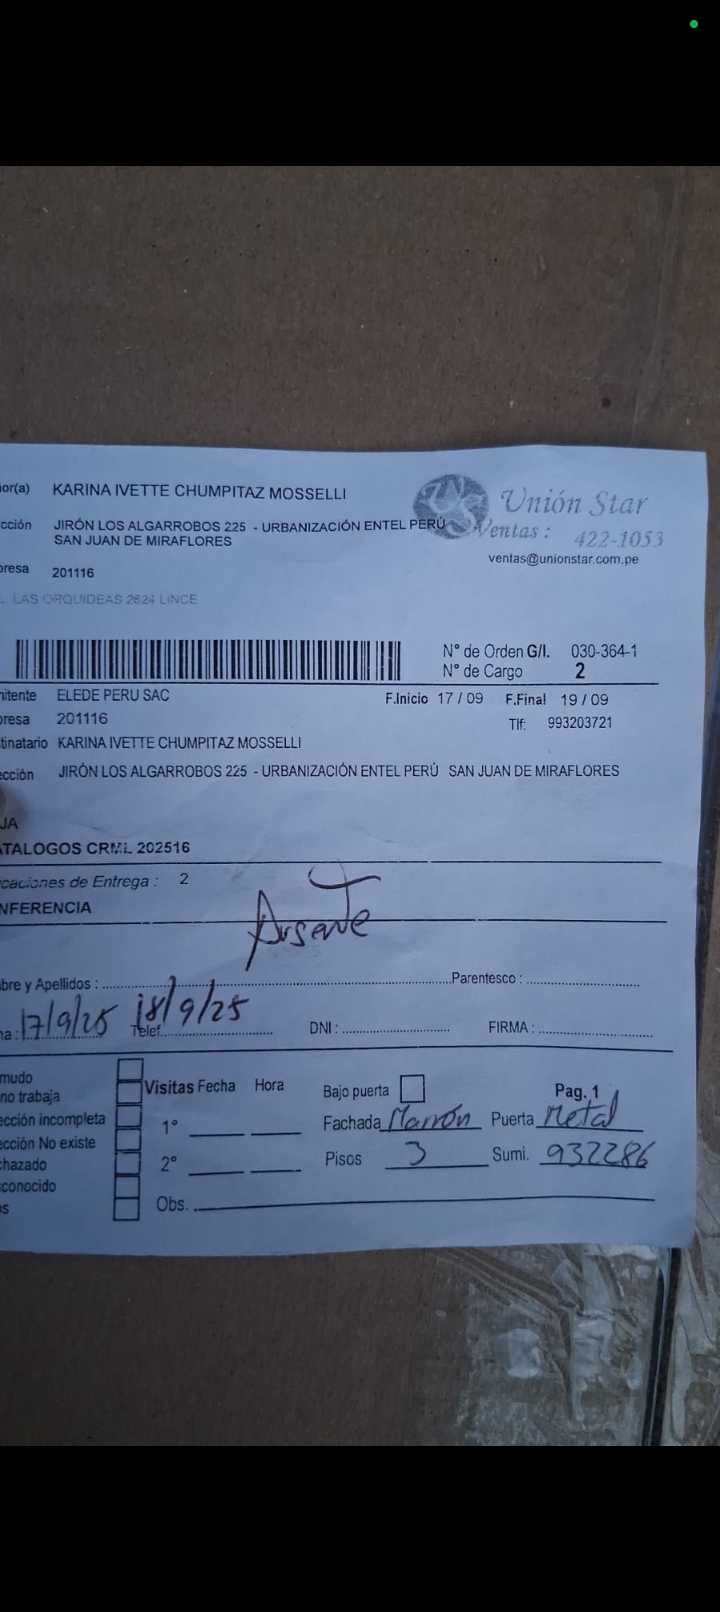 or(a) KARINA IVETTE CHUMPITAZ MOSSELLI
cción JIRÓN LOS ALGARROBOS 225 - URBANIZACIÓN ENTEL PERÚ
SAN JUAN DE MIRAFLORES
resa 201116
LAS ORQUIDEAS 2624 LINCE
Unión Star
Ventas : 422-1053
ventas@unionstar.com.pe
N° de Orden G/I. 030-364-1
N° de Cargo 2
itente ELEDE PERU SAC F.Inicio 17 / 09 F.Final 19 / 09
resa 201116 Tlf: 993203721
tinatario KARINA IVETTE CHUMPITAZ MOSSELLI
cción JIRÓN LOS ALGARROBOS 225 - URBANIZACIÓN ENTEL PERÚ SAN JUAN DE MIRAFLORES
JA
ATALOGOS CRML 202516
caciones de Entrega : 2
NFERENCIA
Ausente
bre y Apellidos : Parentesco :
ha : 17/9/25 18/9/25 Telef. DNI : FIRMA :
mudo
no trabaja
ección incompleta
ección No existe
chazado
sconocido
s
Visitas Fecha Hora
1°
2°
Obs.
Bajo puerta Pag. 1
Fachada Marrón Puerta Metal
Pisos 3 Sumi. 932286